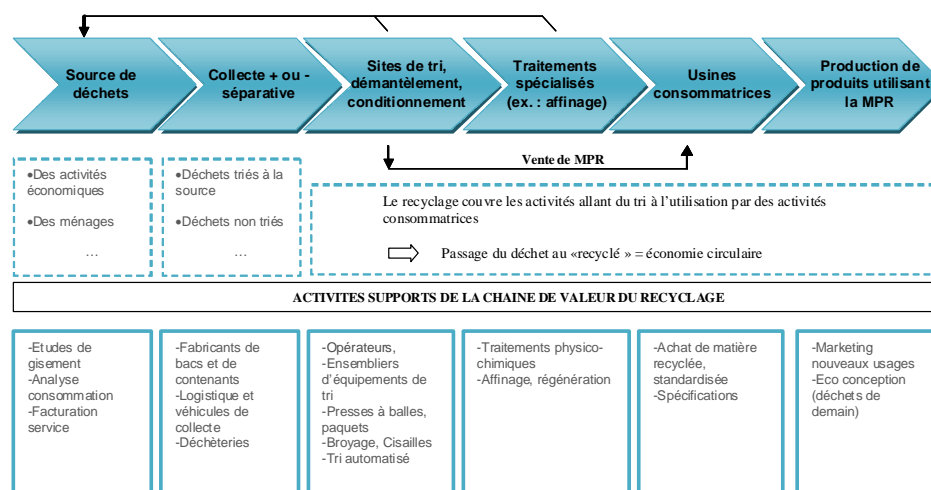 Source de
déchets
Collecte + ou -
séparative
Sites de tri,
démantèlement,
conditionnement
Traitements
spécialisés
(ex. : affinage)
Usines
consommatrices
Production de
produits utilisant
la MPR
Vente de MPR
•Des activités
économiques
•Des ménages
…
•Déchets triés à la
source
•Déchets non triés
…
Le recyclage couvre les activités allant du tri à l’utilisation par des activités
consommatrices
Passage du déchet au «recyclé » = économie circulaire
ACTIVITES SUPPORTS DE LA CHAINE DE VALEUR DU RECYCLAGE
-Etudes de
gisement
-Analyse
consommation
-Facturation
service
-Fabricants de
bacs et de
contenants
-Logistique et
véhicules de
collecte
-Déchèteries
-Opérateurs,
-Ensembliers
d’équipements de
tri
-Presses à balles,
paquets
-Broyage, Cisailles
-Tri automatisé
-Traitements physico-
chimiques
-Affinage, régénération
-Achat de matière
recyclée,
standardisée
-Spécifications
-Marketing
nouveaux usages
-Eco conception
(déchets de
demain)